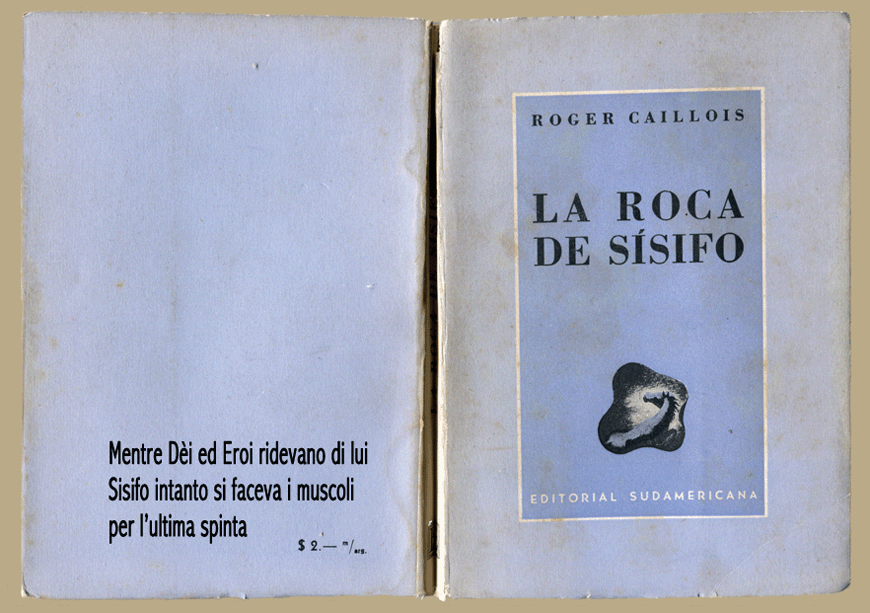 Mentre Dèi ed Eroi ridevano di lui
Sisifo intanto si faceva i muscoli
per l'ultima spinta
$ 2.— m/arg.
ROGER CAILLOIS
LA ROCA
DE SÍSIFO
EDITORIAL SUDAMERICANA